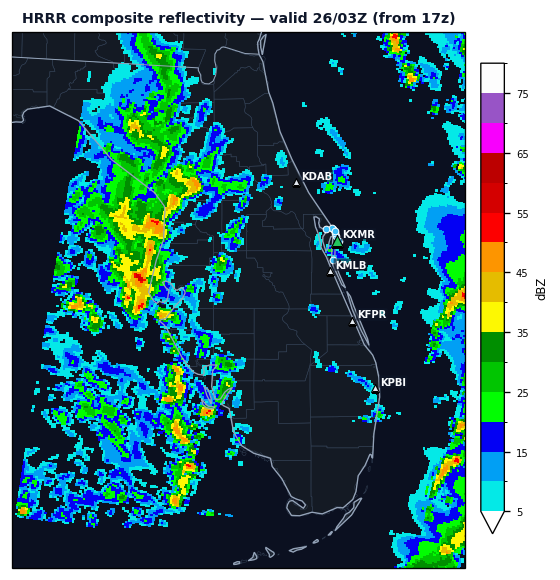 HRRR composite reflectivity — valid 26/03Z (from 17z)
KDAB
KXMR
KMLB
KFPR
KPBI
75
65
55
45
35
25
15
5
dBZ